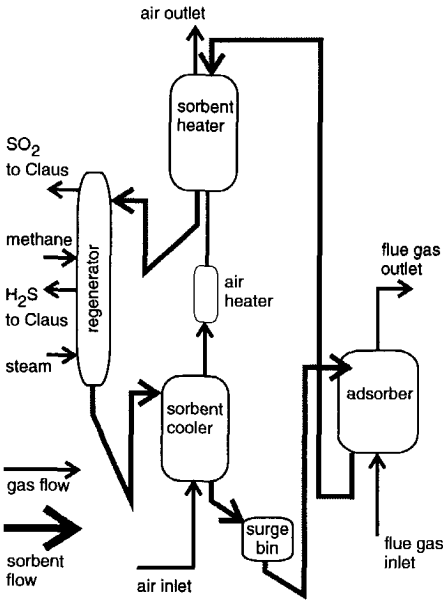 air outlet
sorbent
heater
SO2
to Claus
methane
H2S
to Claus
steam
regenerator
air
heater
flue gas
outlet
adsorber
sorbent
cooler
gas flow
sorbent
flow
air inlet
surge
bin
flue gas
inlet